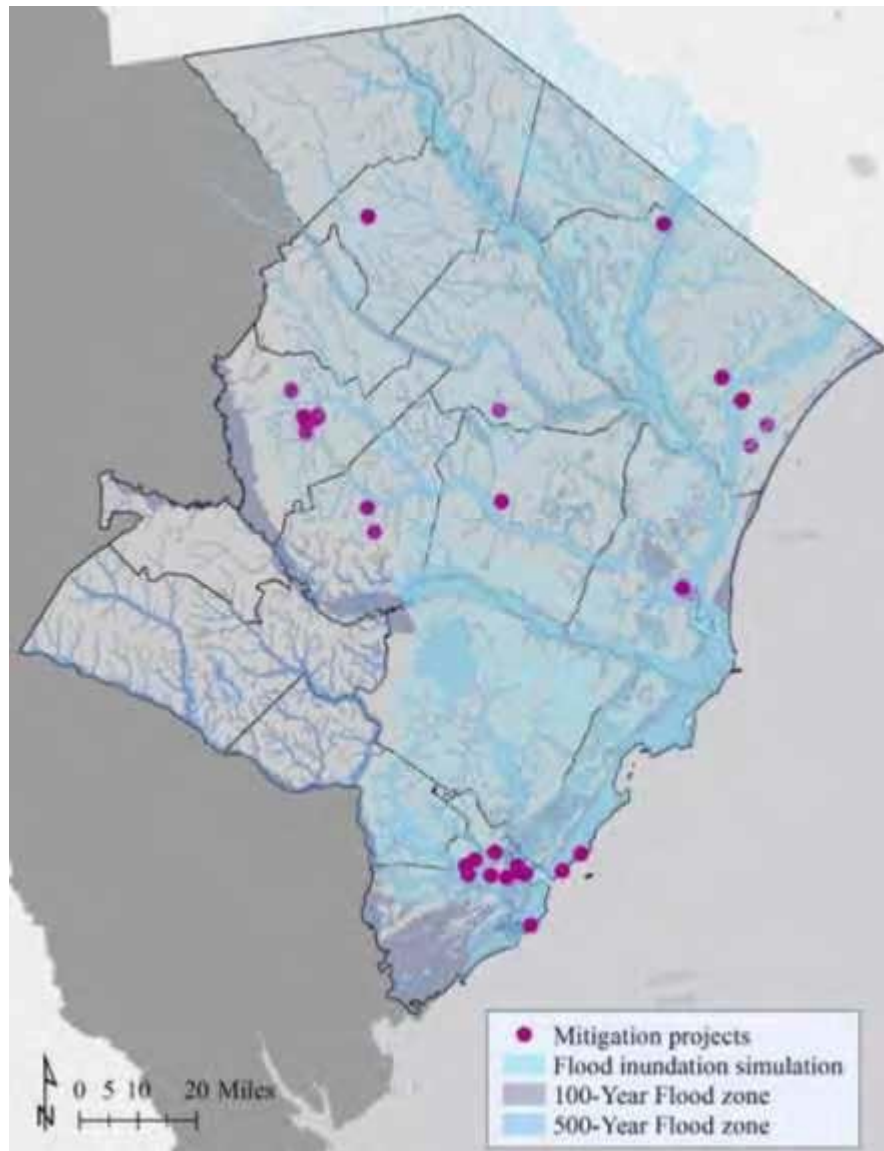 Mitigation projects
Flood inundation simulation
100-Year Flood zone
500-Year Flood zone
N
0 5 10 20 Miles